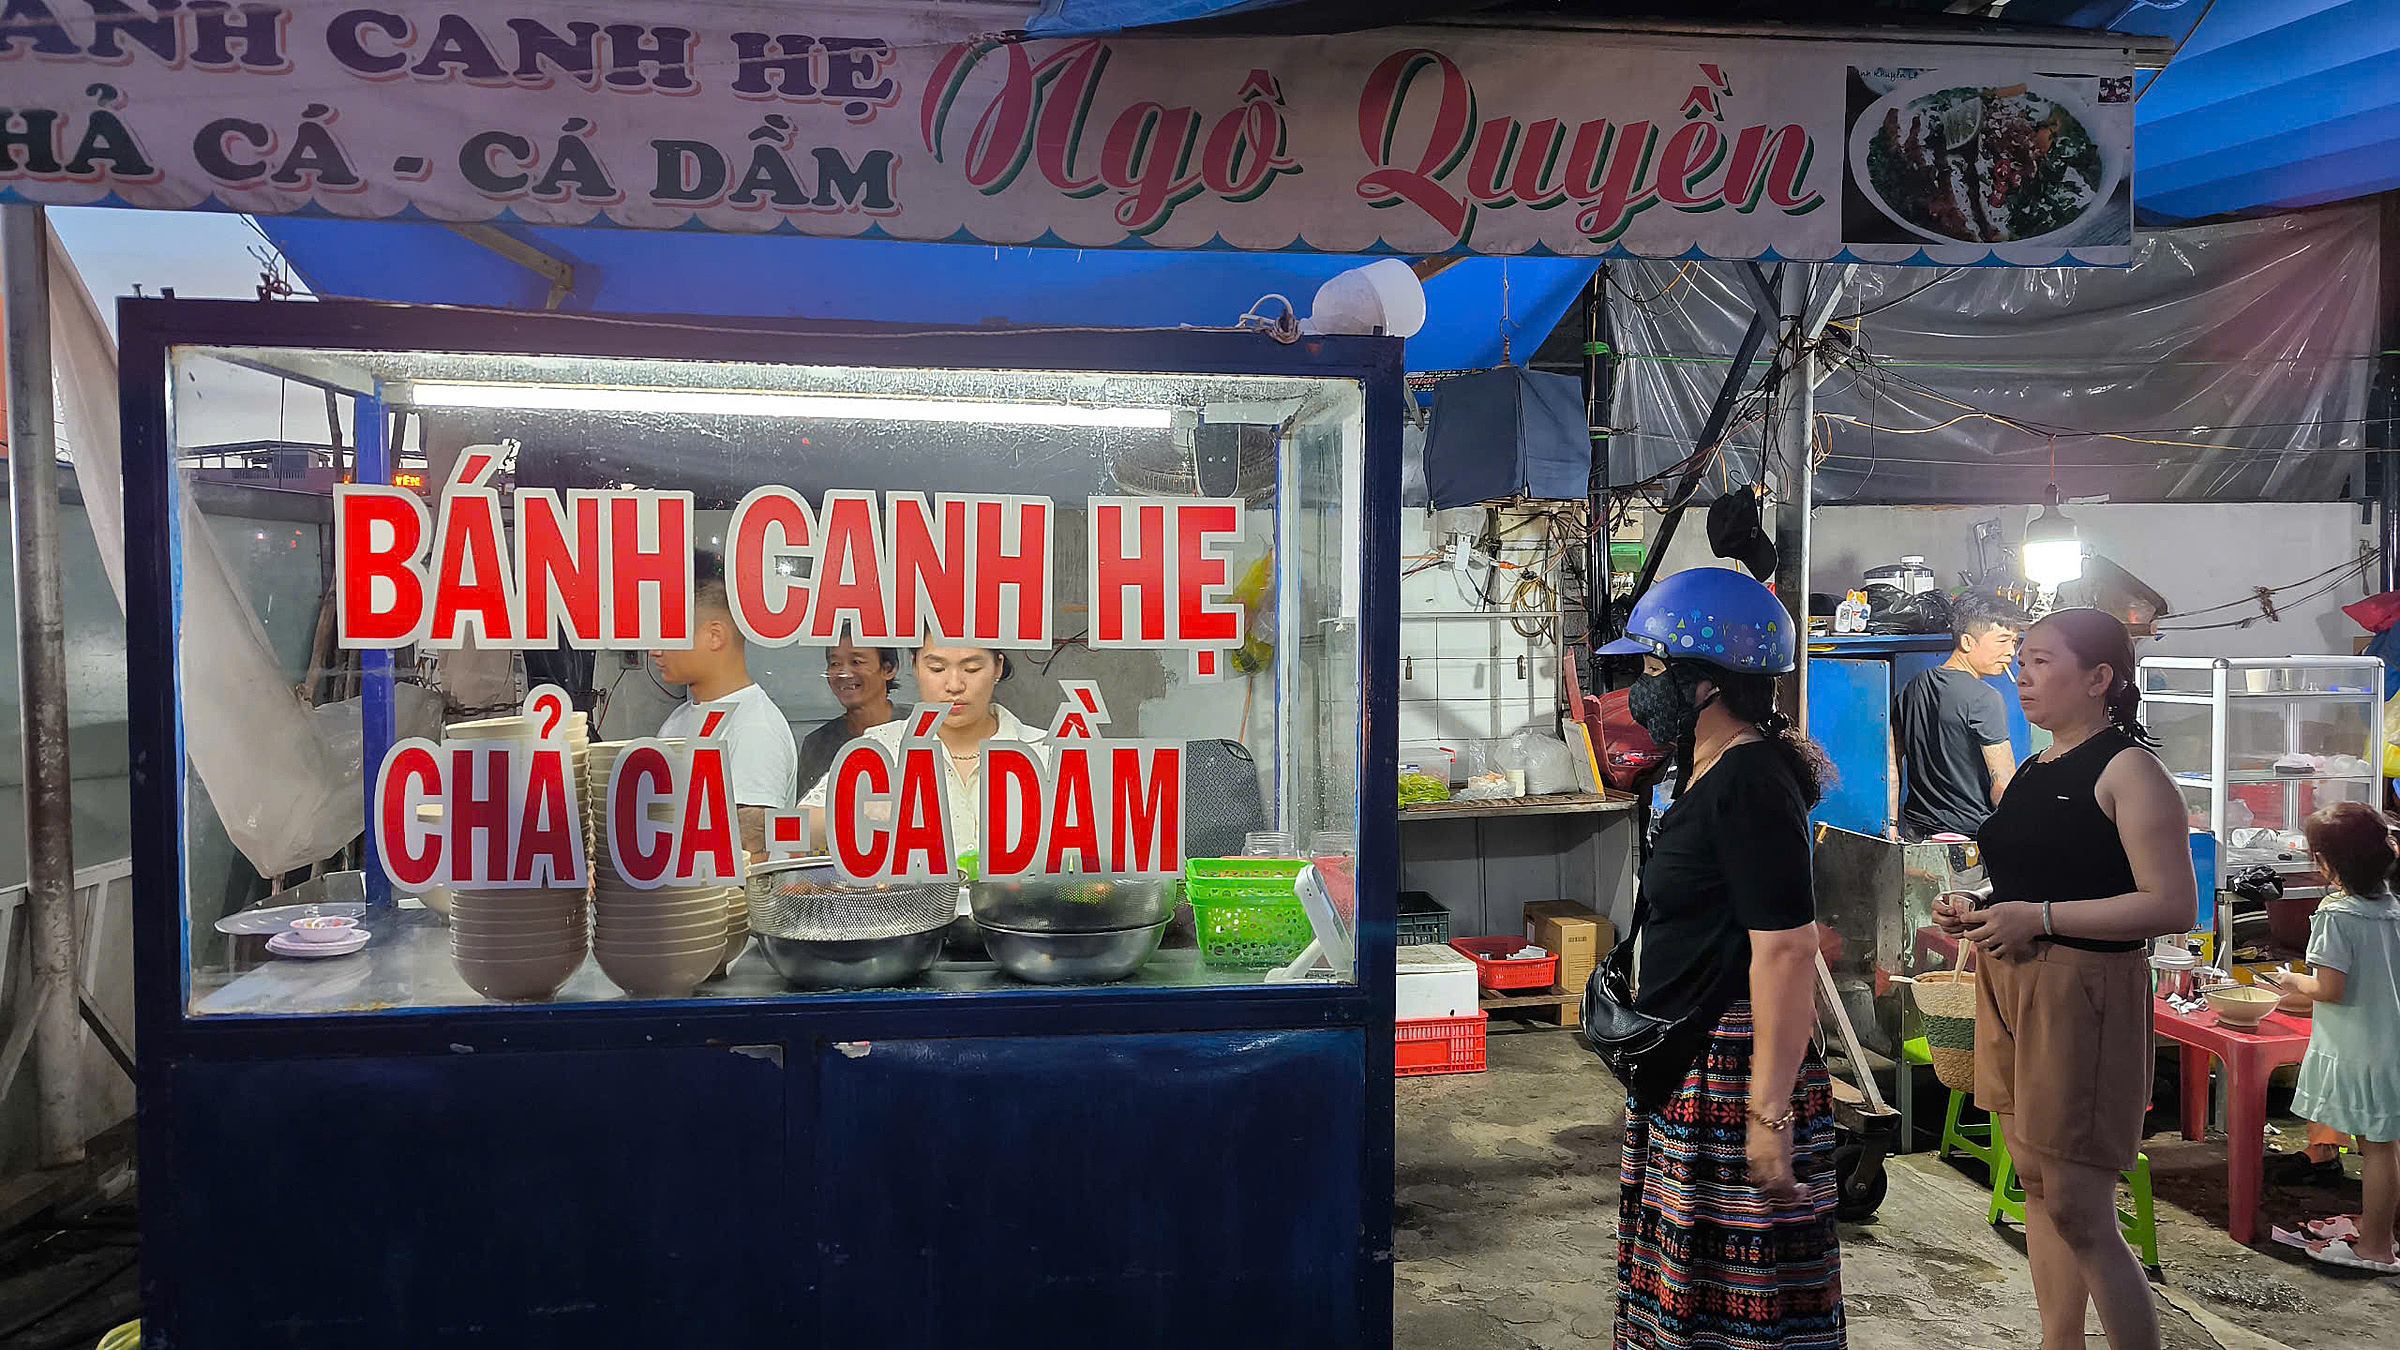 ANH CANH HẸ
HẢ CÁ - CÁ DẦM
Ngô Quyền
BÁNH CANH HẸ
CHẢ CÁ - CÁ DẦM